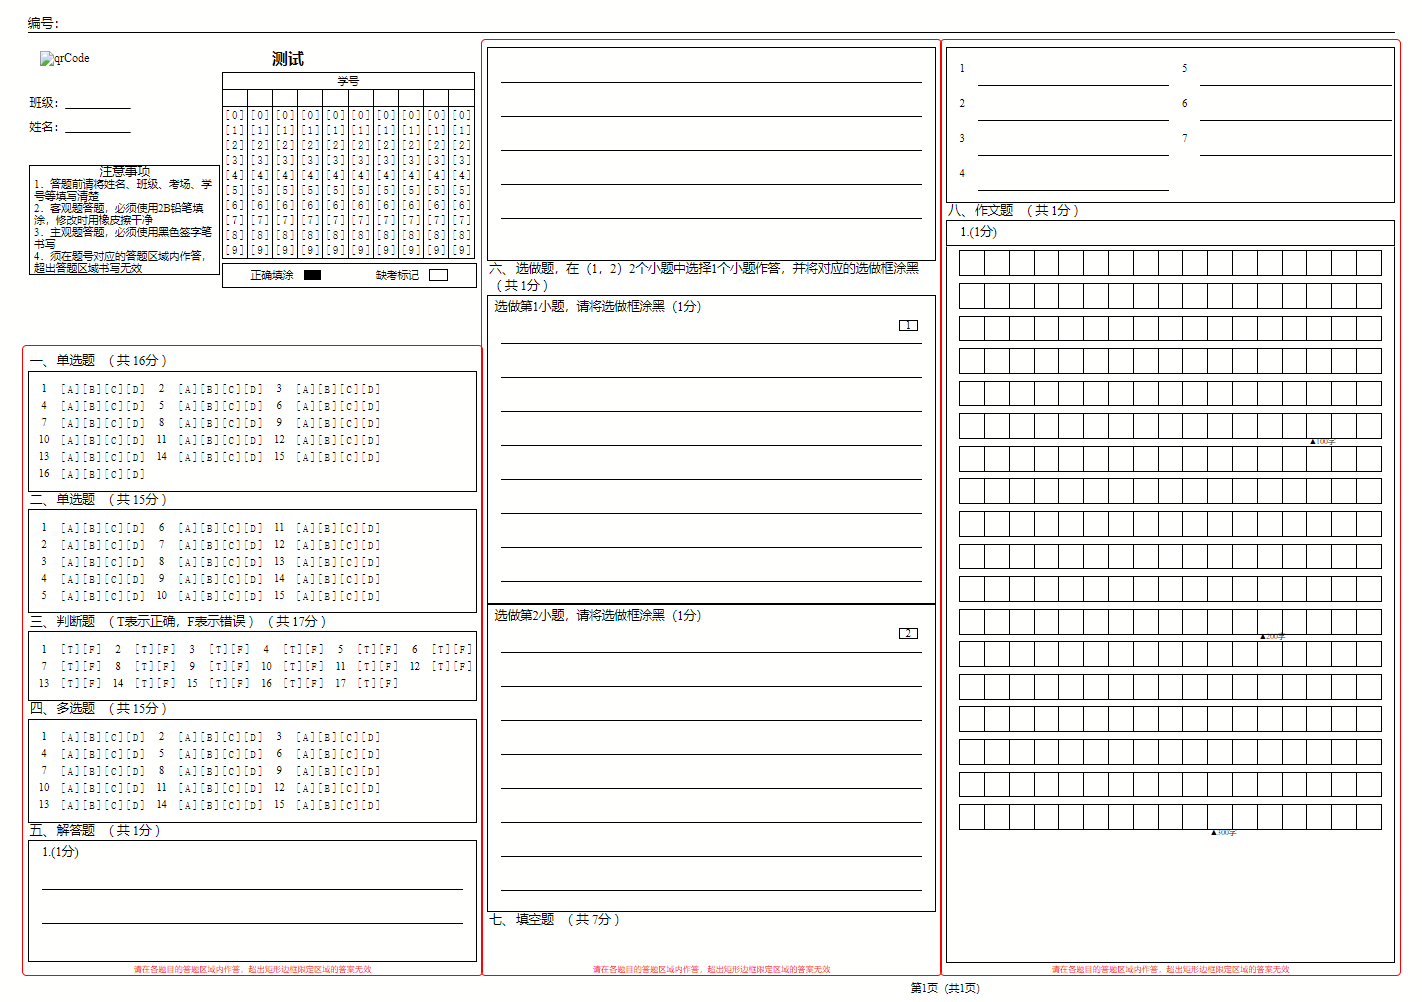 编号：
qrCode
测试
班级：
姓名：
注意事项
1．答题前请将姓名、班级、考场、学
号等填写清楚
2．客观题答题，必须使用2B铅笔填
涂，修改时用橡皮擦干净
3．主观题答题，必须使用黑色签字笔
书写
4．须在题号对应的答题区域内作答，
超出答题区域书写无效
学号
[0] [0] [0] [0] [0] [0] [0] [0] [0] [0]
[1] [1] [1] [1] [1] [1] [1] [1] [1] [1]
[2] [2] [2] [2] [2] [2] [2] [2] [2] [2]
[3] [3] [3] [3] [3] [3] [3] [3] [3] [3]
[4] [4] [4] [4] [4] [4] [4] [4] [4] [4]
[5] [5] [5] [5] [5] [5] [5] [5] [5] [5]
[6] [6] [6] [6] [6] [6] [6] [6] [6] [6]
[7] [7] [7] [7] [7] [7] [7] [7] [7] [7]
[8] [8] [8] [8] [8] [8] [8] [8] [8] [8]
[9] [9] [9] [9] [9] [9] [9] [9] [9] [9]
正确填涂 缺考标记
一、单选题 （共 16分）
1 [A][B][C][D] 2 [A][B][C][D] 3 [A][B][C][D]
4 [A][B][C][D] 5 [A][B][C][D] 6 [A][B][C][D]
7 [A][B][C][D] 8 [A][B][C][D] 9 [A][B][C][D]
10 [A][B][C][D] 11 [A][B][C][D] 12 [A][B][C][D]
13 [A][B][C][D] 14 [A][B][C][D] 15 [A][B][C][D]
16 [A][B][C][D]
二、单选题 （共 15分）
1 [A][B][C][D] 6 [A][B][C][D] 11 [A][B][C][D]
2 [A][B][C][D] 7 [A][B][C][D] 12 [A][B][C][D]
3 [A][B][C][D] 8 [A][B][C][D] 13 [A][B][C][D]
4 [A][B][C][D] 9 [A][B][C][D] 14 [A][B][C][D]
5 [A][B][C][D] 10 [A][B][C][D] 15 [A][B][C][D]
三、判断题 （T表示正确，F表示错误） （共 17分）
1 [T][F] 2 [T][F] 3 [T][F] 4 [T][F] 5 [T][F] 6 [T][F]
7 [T][F] 8 [T][F] 9 [T][F] 10 [T][F] 11 [T][F] 12 [T][F]
13 [T][F] 14 [T][F] 15 [T][F] 16 [T][F] 17 [T][F]
四、多选题 （共 15分）
1 [A][B][C][D] 2 [A][B][C][D] 3 [A][B][C][D]
4 [A][B][C][D] 5 [A][B][C][D] 6 [A][B][C][D]
7 [A][B][C][D] 8 [A][B][C][D] 9 [A][B][C][D]
10 [A][B][C][D] 11 [A][B][C][D] 12 [A][B][C][D]
13 [A][B][C][D] 14 [A][B][C][D] 15 [A][B][C][D]
五、解答题 （共 1分）
1.(1分)
请在各题目的答题区域内作答，超出矩形边框限定区域的答案无效
六、选做题，在（1，2）2个小题中选择1个小题作答，并将对应的选做框涂黑
（共 1分）
选做第1小题，请将选做框涂黑（1分）
1
选做第2小题，请将选做框涂黑（1分）
2
七、填空题 （共 7分）
请在各题目的答题区域内作答，超出矩形边框限定区域的答案无效
1 5
2 6
3 7
4
八、作文题 （共 1分）
1.(1分)
▲100字
▲200字
▲300字
请在各题目的答题区域内作答，超出矩形边框限定区域的答案无效
第1页（共1页）